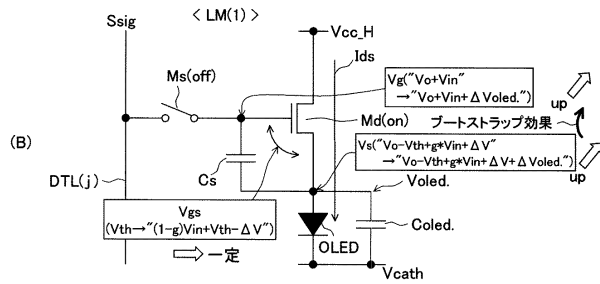 Ssig
< LM(1) >
Vcc_H
Ids
Ms(off)
Vg("Vo+Vin"
→"Vo+Vin+ΔVoled.")
up
Md(on)
ブートストラップ効果
(B)
Vs("Vo-Vth+g*Vin+ΔV"
→"Vo-Vth+g*Vin+ΔV+ΔVoled.")
up
Cs
DTL(j)
Voled.
Vgs
(Vth→"(1-g)Vin+Vth-ΔV")
OLED
Coled.
⇨一定
Vcath